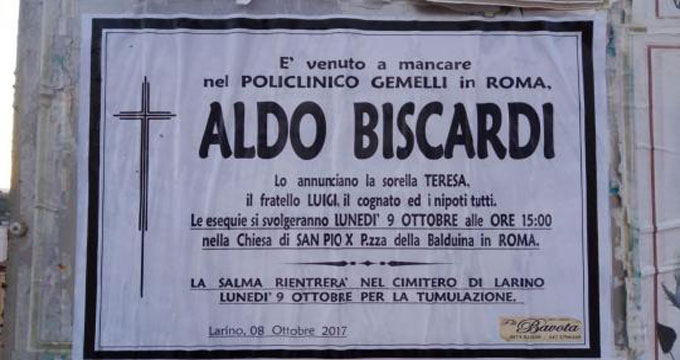 E' venuto a mancare
nel POLICLINICO GEMELLI in ROMA,
ALDO BISCARDI
Lo annunciano la sorella TERESA,
il fratello LUIGI, il cognato ed i nipoti tutti.
Le esequie si svolgeranno LUNEDI' 9 OTTOBRE alle ORE 15:00
nella Chiesa di SAN PIO X P.zza della Balduina in ROMA.
LA SALMA RIENTRERA' NEL CIMITERO DI LARINO
LUNEDI' 9 OTTOBRE PER LA TUMULAZIONE.
Larino, 08 Ottobre 2017
Bavota